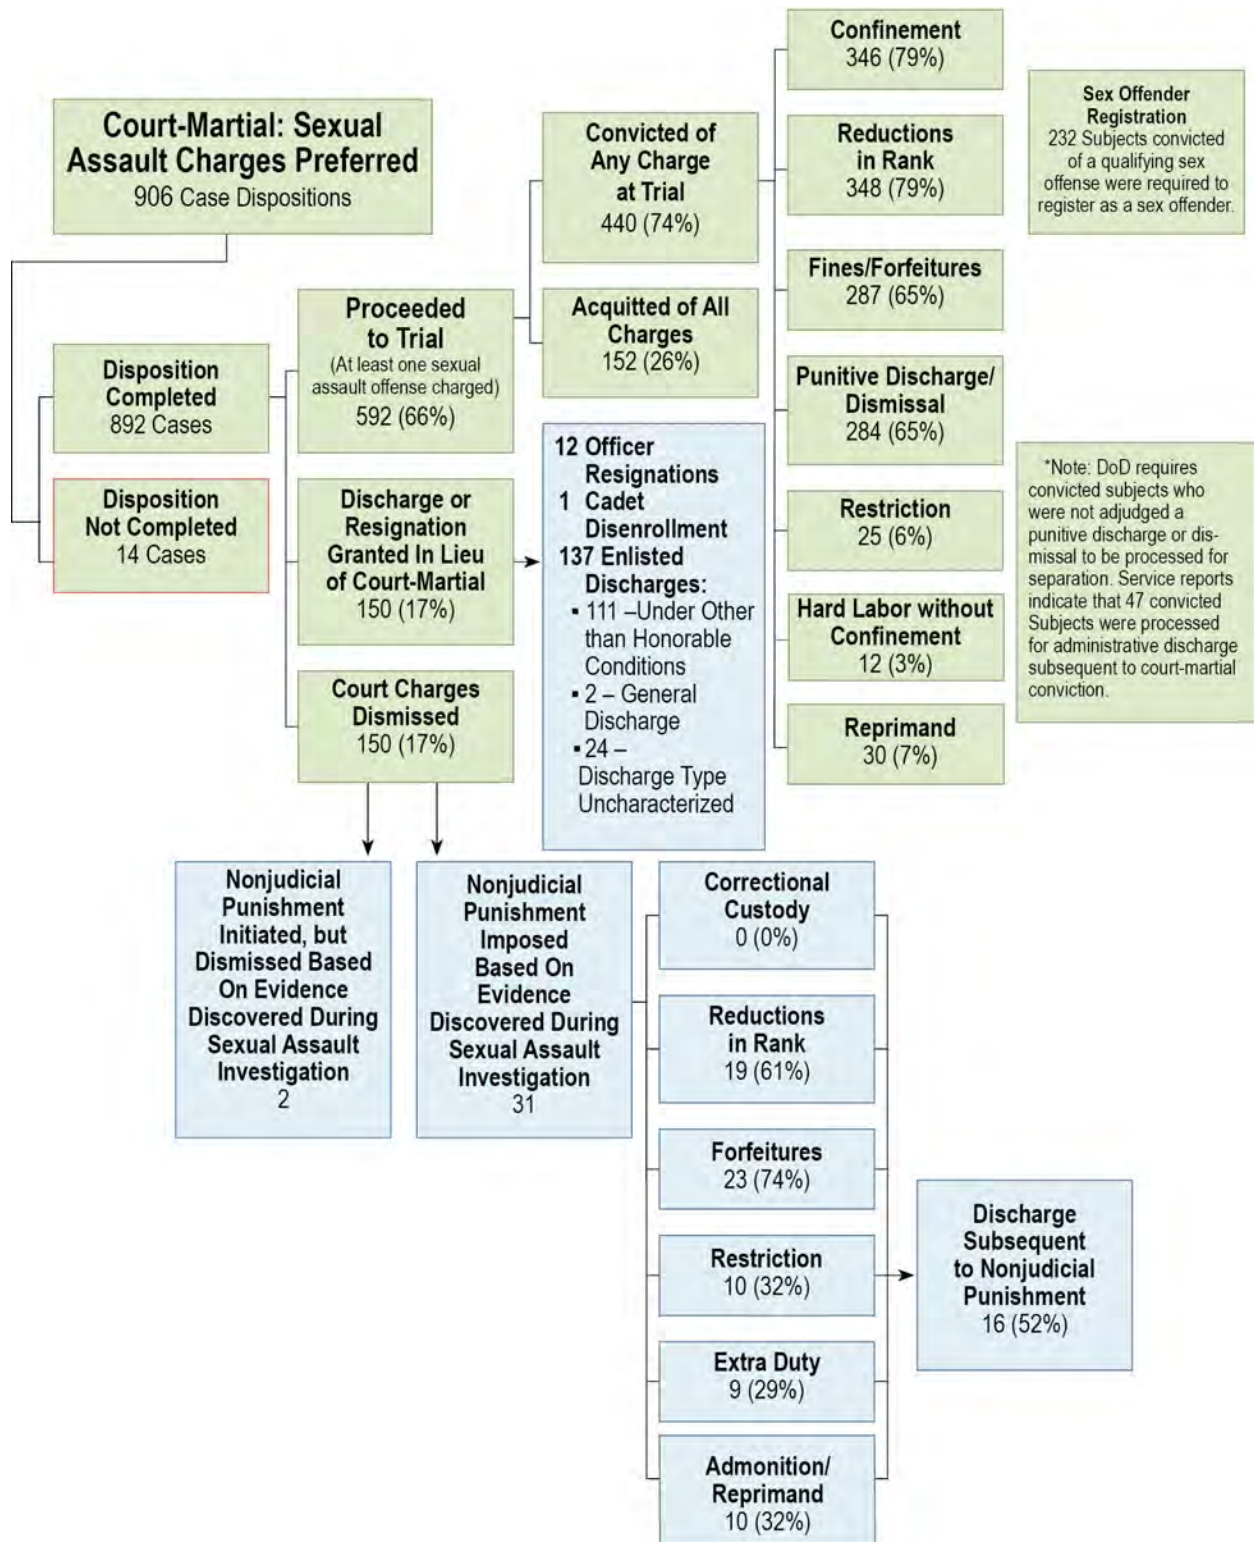 Court-Martial: Sexual
Assault Charges Preferred
906 Case Dispositions
Disposition
Completed
892 Cases
Disposition
Not Completed
14 Cases
Proceeded
to Trial
(At least one sexual
assault offense charged)
592 (66%)
Discharge or
Resignation
Granted In Lieu
of Court-Martial
150 (17%)
Court Charges
Dismissed
150 (17%)
Convicted of
Any Charge
at Trial
440 (74%)
Acquitted of All
Charges
152 (26%)
12 Officer
Resignations
1 Cadet
Disenrollment
137 Enlisted
Discharges:
▪ 111 –Under Other
than Honorable
Conditions
▪ 2 – General
Discharge
▪ 24 –
Discharge Type
Uncharacterized
Confinement
346 (79%)
Reductions
in Rank
348 (79%)
Fines/Forfeitures
287 (65%)
Punitive Discharge/
Dismissal
284 (65%)
Restriction
25 (6%)
Hard Labor without
Confinement
12 (3%)
Reprimand
30 (7%)
Sex Offender
Registration
232 Subjects convicted
of a qualifying sex
offense were required to
register as a sex offender.
*Note: DoD requires
convicted subjects who
were not adjudged a
punitive discharge or dis-
missal to be processed for
separation. Service reports
indicate that 47 convicted
Subjects were processed
for administrative discharge
subsequent to court-martial
conviction.
Nonjudicial
Punishment
Initiated, but
Dismissed Based
On Evidence
Discovered During
Sexual Assault
Investigation
2
Nonjudicial
Punishment
Imposed
Based On
Evidence
Discovered During
Sexual Assault
Investigation
31
Correctional
Custody
0 (0%)
Reductions
in Rank
19 (61%)
Forfeitures
23 (74%)
Restriction
10 (32%)
Extra Duty
9 (29%)
Admonition/
Reprimand
10 (32%)
Discharge
Subsequent
to Nonjudicial
Punishment
16 (52%)